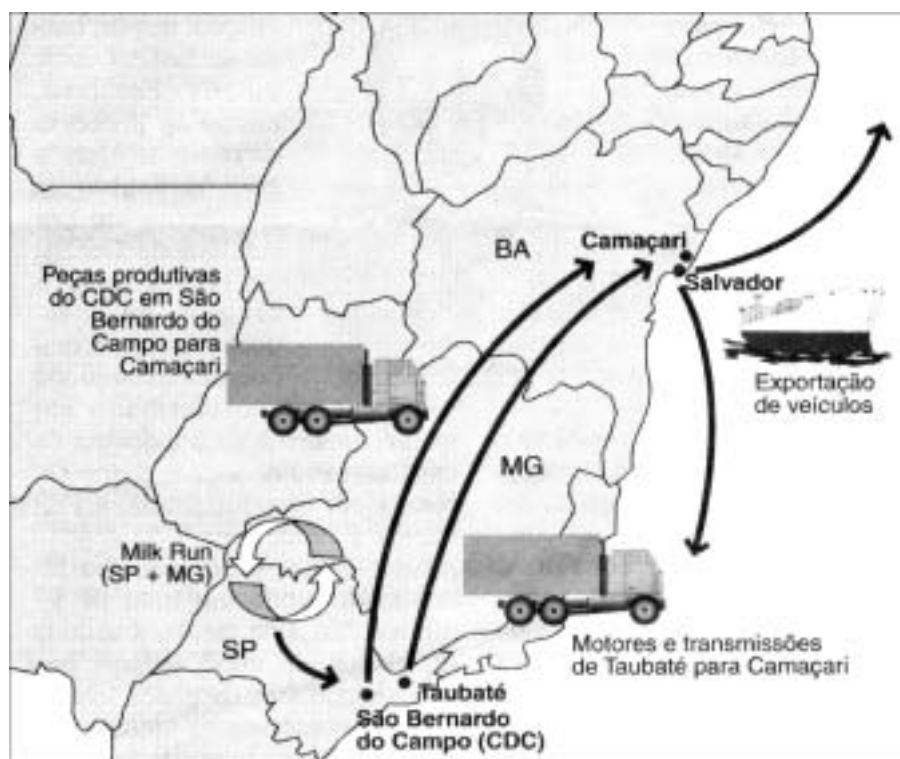 BA
Camaçari
Salvador
Peças produtivas
do CDC em São
Bernardo do
Campo para
Camaçari
Exportação
de veículos
MG
Milk Run
(SP + MG)
SP
Motores e transmissões
de Taubaté para Camaçari
Taubaté
São Bernardo
do Campo (CDC)